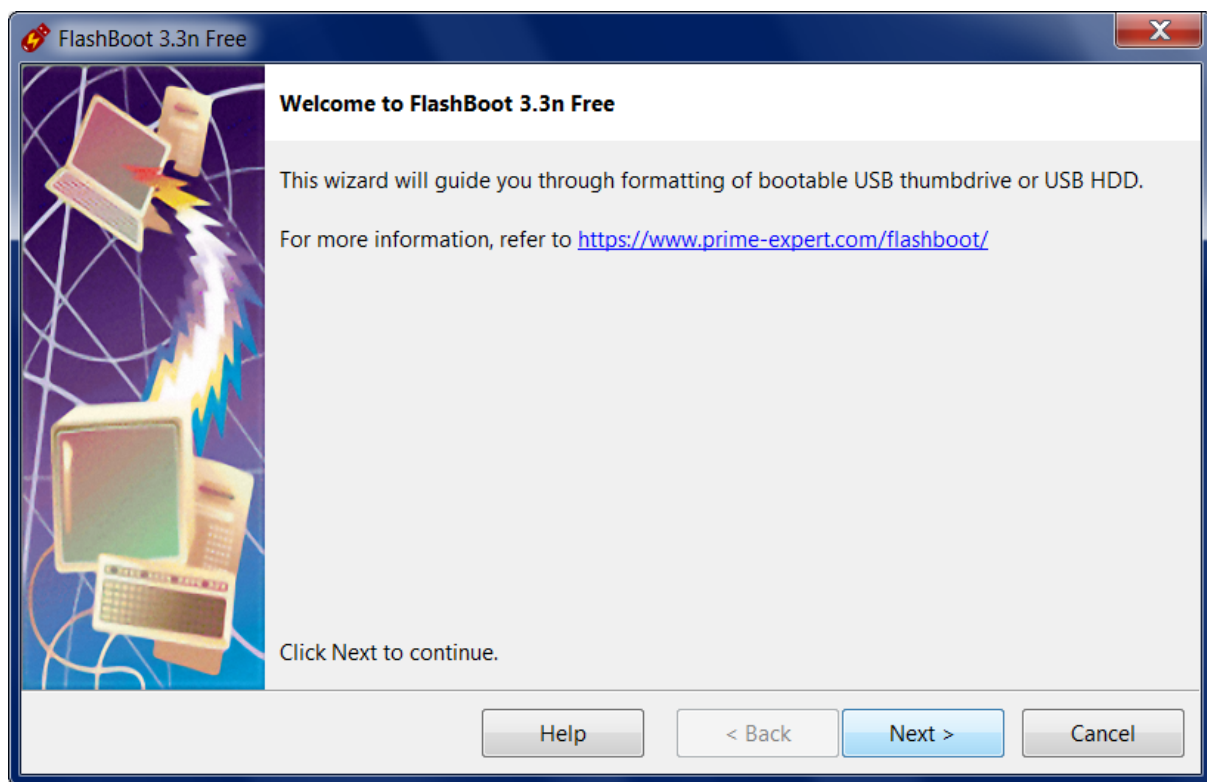 FlashBoot 3.3n Free
Welcome to FlashBoot 3.3n Free
This wizard will guide you through formatting of bootable USB thumbdrive or USB HDD.
For more information, refer to https://www.prime-expert.com/flashboot/
Click Next to continue.
Help < Back Next > Cancel